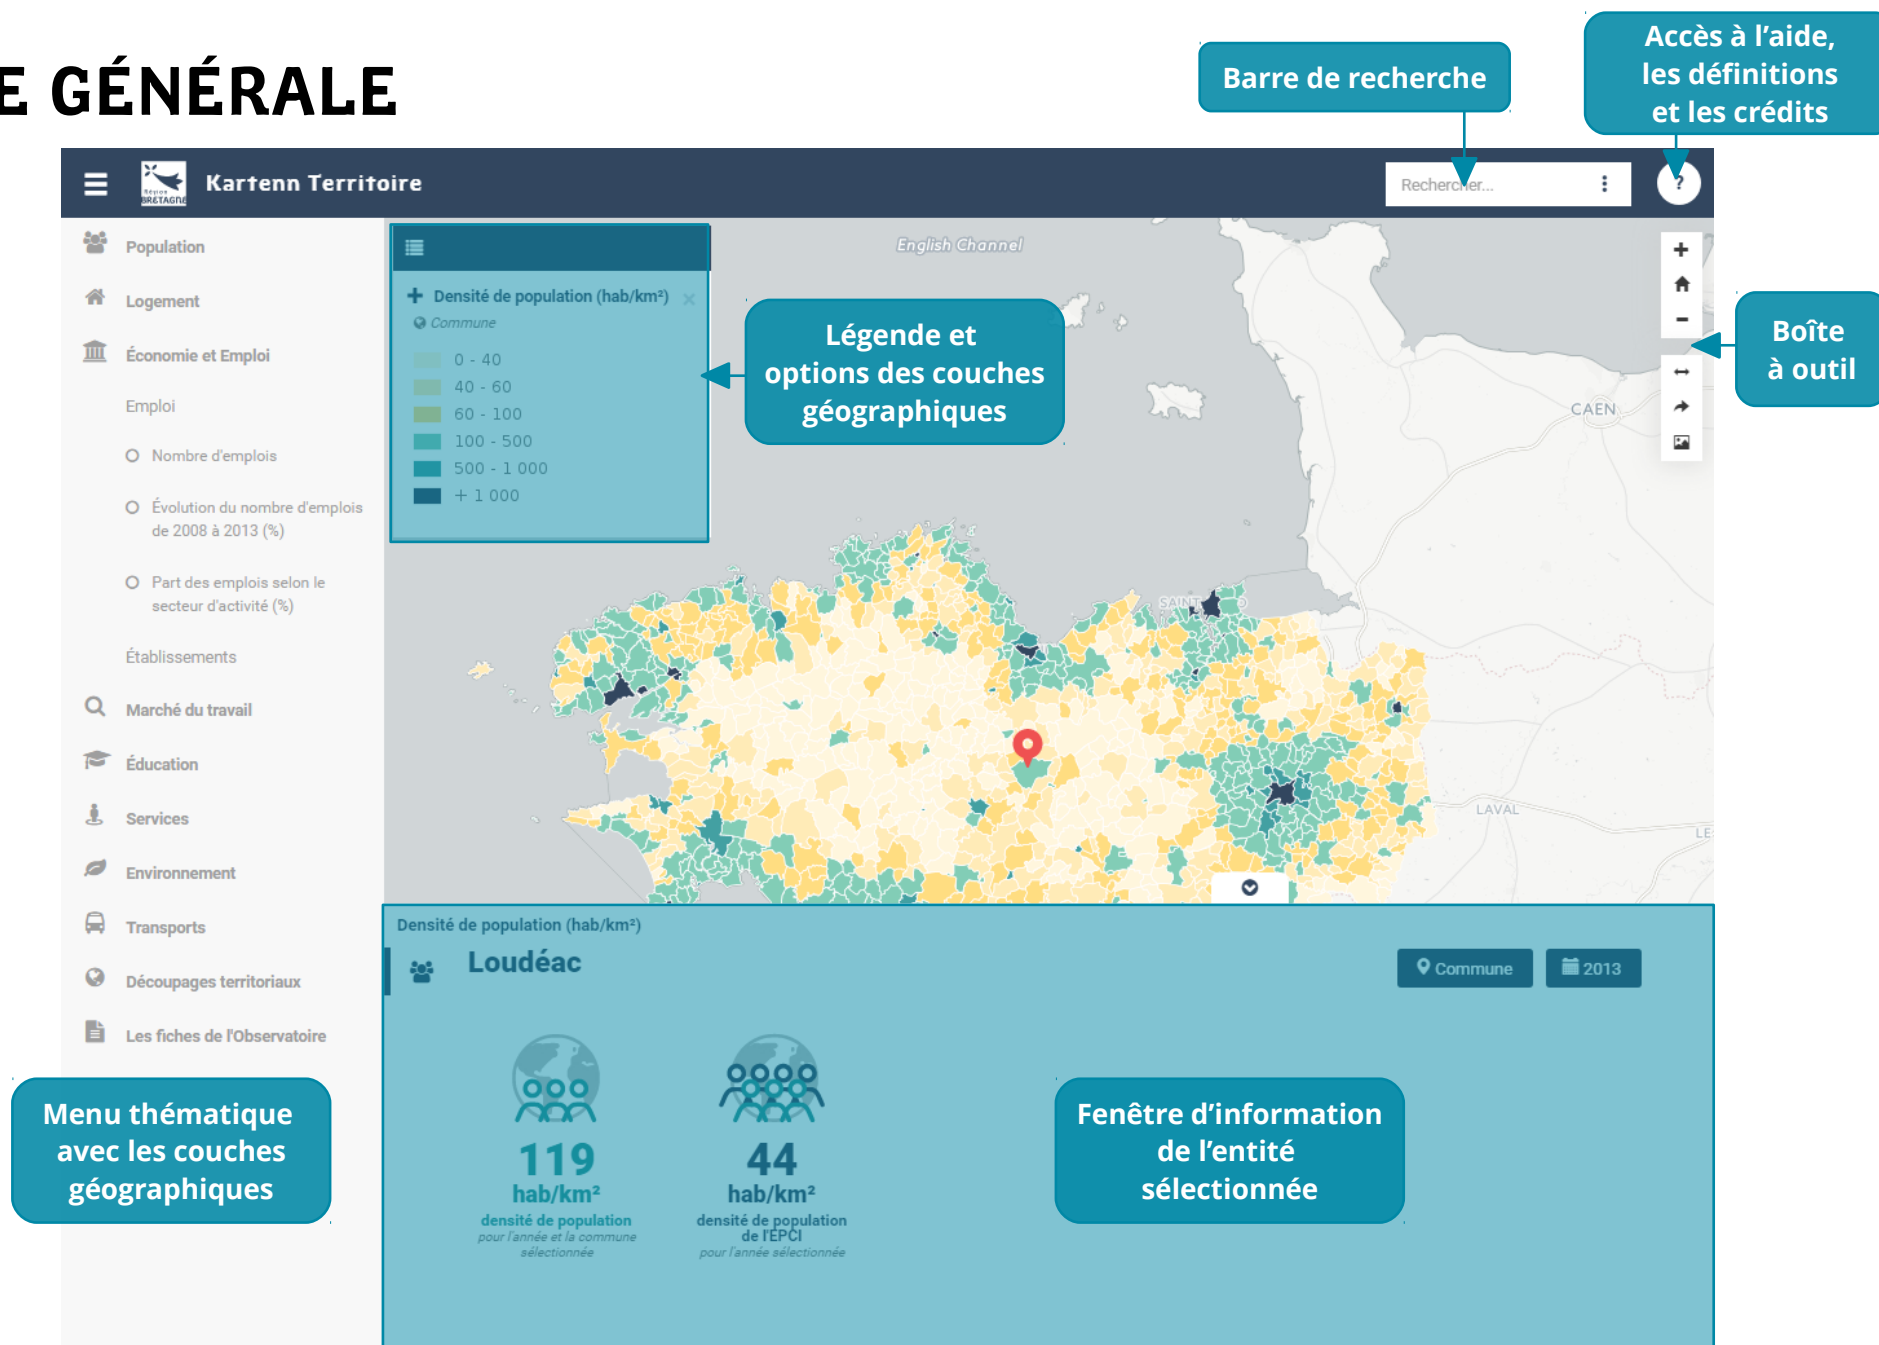 E GÉNÉRALE
Barre de recherche
Accès à l'aide,
les définitions
et les crédits
Région
BRETAGNE
Kartenn Territoire
Rechercher...
?
Population
Logement
Économie et Emploi
Emploi
Nombre d'emplois
Évolution du nombre d'emplois
de 2008 à 2013 (%)
Part des emplois selon le
secteur d'activité (%)
Établissements
Marché du travail
Éducation
Services
Environnement
Transports
Découpages territoriaux
Les fiches de l'Observatoire
Menu thématique
avec les couches
géographiques
Densité de population (hab/km²)
Commune
0 - 40
40 - 60
60 - 100
100 - 500
500 - 1 000
+ 1 000
Légende et
options des couches
géographiques
English Channel
Boîte
à outil
CAEN
SAINT
LAVAL
LE
Densité de population (hab/km²)
Loudéac
Commune
2013
119
hab/km²
densité de population
pour l'année et la commune
sélectionnée
44
hab/km²
densité de population
de l'EPCI
pour l'année sélectionnée
Fenêtre d'information
de l'entité
sélectionnée